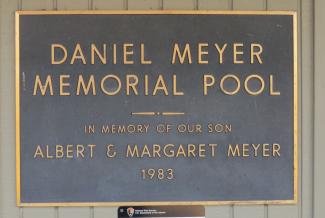 DANIEL MEYER
MEMORIAL POOL
IN MEMORY OF OUR SON
ALBERT & MARGARET MEYER
1983